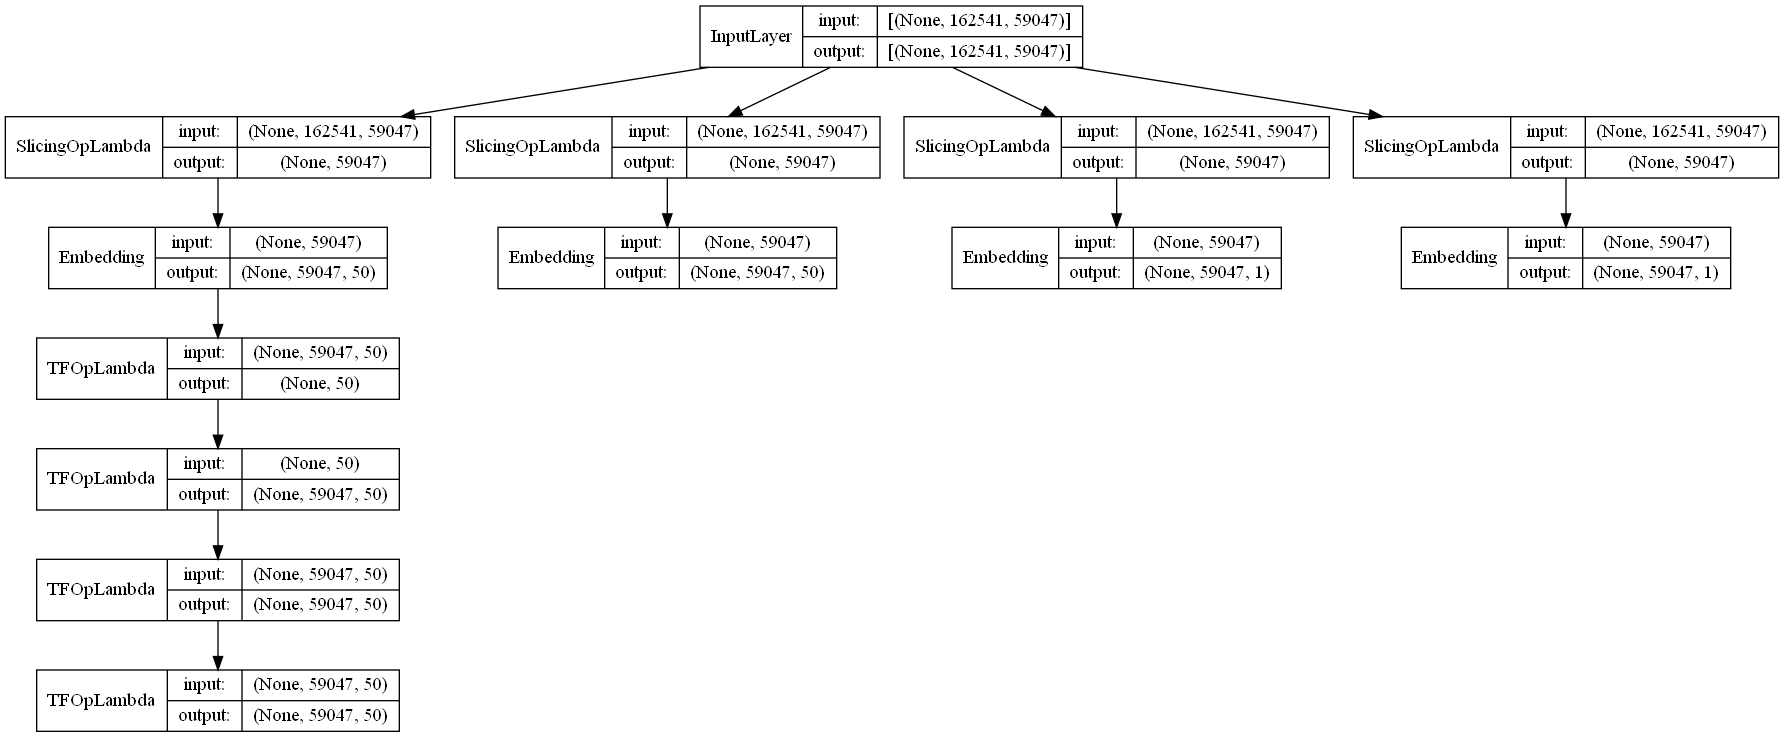 InputLayer input: [(None, 162541, 59047)]
output: [(None, 162541, 59047)]
SlicingOpLambda input: (None, 162541, 59047)
output: (None, 59047)
SlicingOpLambda input: (None, 162541, 59047)
output: (None, 59047)
SlicingOpLambda input: (None, 162541, 59047)
output: (None, 59047)
SlicingOpLambda input: (None, 162541, 59047)
output: (None, 59047)
Embedding input: (None, 59047)
output: (None, 59047, 50)
Embedding input: (None, 59047)
output: (None, 59047, 50)
Embedding input: (None, 59047)
output: (None, 59047, 1)
Embedding input: (None, 59047)
output: (None, 59047, 1)
TFOpLambda input: (None, 59047, 50)
output: (None, 50)
TFOpLambda input: (None, 50)
output: (None, 59047, 50)
TFOpLambda input: (None, 59047, 50)
output: (None, 59047, 50)
TFOpLambda input: (None, 59047, 50)
output: (None, 59047, 50)